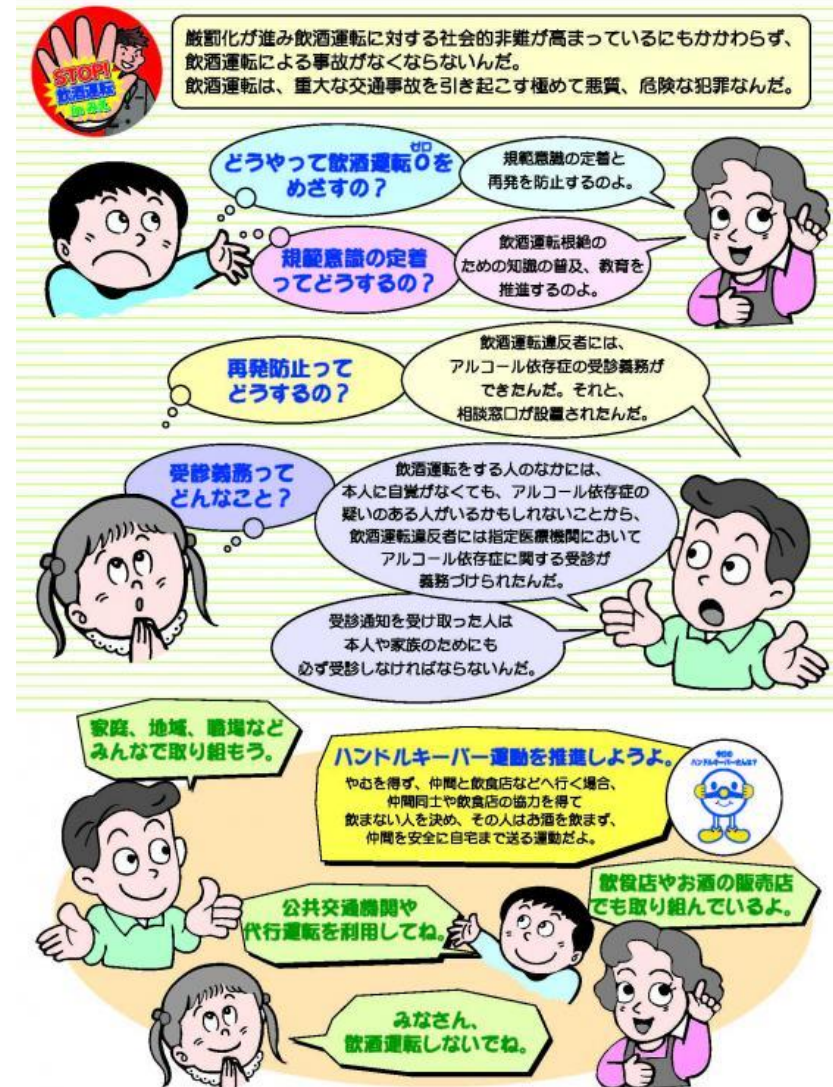 STOP!
飲酒運転
厳罰化が進み飲酒運転に対する社会的非難が高まっているにもかかわらず、
飲酒運転による事故がなくならないんだ。
飲酒運転は、重大な交通事故を引き起こす極めて悪質、危険な犯罪なんだ。
ゼロ
どうやって飲酒運転0を
めざすの?
規範意識の定着と
再発を防止するのよ。
規範意識の定着
ってどうするの?
飲酒運転根絶の
ための知識の普及、教育を
推進するのよ。
再発防止って
どうするの?
飲酒運転違反者には、
アルコール依存症の受診義務が
できたんだ。それと、
相談窓口が設置されたんだ。
受診義務って
どんなこと?
飲酒運転をする人のなかには、
本人に自覚がなくても、アルコール依存症の
疑いのある人がいるかもしれないことから、
飲酒運転違反者には指定医療機関において
アルコール依存症に関する受診が
義務づけられたんだ。
受診通知を受け取った人は
本人や家族のためにも
必ず受診しなければならないんだ。
家庭、地域、職場など
みんなで取り組もう。
ハンドルキーパー運動を推進しようよ。
やむを得ず、仲間と飲食店などへ行く場合、
仲間同士や飲食店の協力を得て
飲まない人を決め、その人はお酒を飲まず、
仲間を安全に自宅まで送る運動だよ。
今日の
ハンドルキーパーさんは?
公共交通機関や
代行運転を利用してね。
飲食店やお酒の販売店
でも取り組んでいるよ。
みなさん、
飲酒運転しないでね。